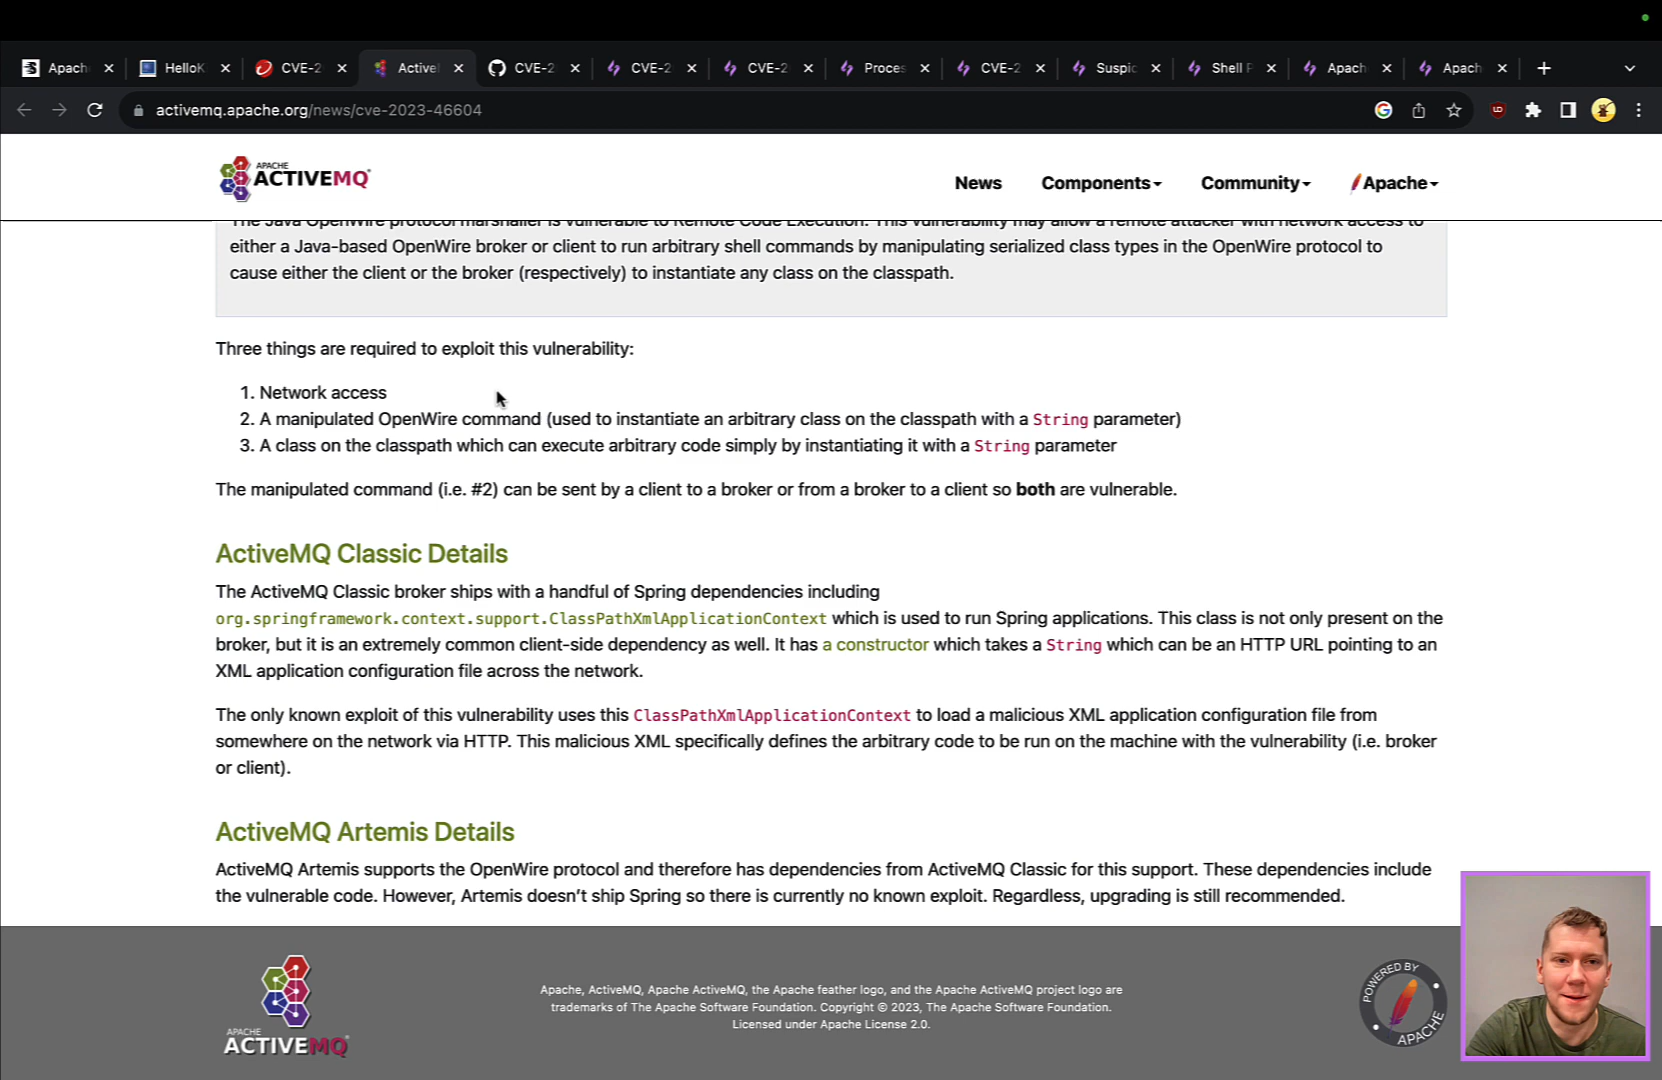 Apach
HelloK
CVE-2
Active
CVE-2
CVE-2
CVE-2
Proces
CVE-2
Suspic
Shell P
Apach
Apach
activemq.apache.org/news/cve-2023-46604
APACHE
ACTIVEMQ
News
Components
Community
Apache
The Java OpenWire protocol marshaller is vulnerable to Remote Code Execution. This vulnerability may allow a remote attacker with network access to
either a Java-based OpenWire broker or client to run arbitrary shell commands by manipulating serialized class types in the OpenWire protocol to
cause either the client or the broker (respectively) to instantiate any class on the classpath.
Three things are required to exploit this vulnerability:
1. Network access
2. A manipulated OpenWire command (used to instantiate an arbitrary class on the classpath with a String parameter)
3. A class on the classpath which can execute arbitrary code simply by instantiating it with a String parameter
The manipulated command (i.e. #2) can be sent by a client to a broker or from a broker to a client so both are vulnerable.
ActiveMQ Classic Details
The ActiveMQ Classic broker ships with a handful of Spring dependencies including
org.springframework.context.support.ClassPathXmlApplicationContext which is used to run Spring applications. This class is not only present on the
broker, but it is an extremely common client-side dependency as well. It has a constructor which takes a String which can be an HTTP URL pointing to an
XML application configuration file across the network.
The only known exploit of this vulnerability uses this ClassPathXmlApplicationContext to load a malicious XML application configuration file from
somewhere on the network via HTTP. This malicious XML specifically defines the arbitrary code to be run on the machine with the vulnerability (i.e. broker
or client).
ActiveMQ Artemis Details
ActiveMQ Artemis supports the OpenWire protocol and therefore has dependencies from ActiveMQ Classic for this support. These dependencies include
the vulnerable code. However, Artemis doesn't ship Spring so there is currently no known exploit. Regardless, upgrading is still recommended.
APACHE
ACTIVEMQ
Apache, ActiveMQ, Apache ActiveMQ, the Apache feather logo, and the Apache ActiveMQ project logo are
trademarks of The Apache Software Foundation. Copyright © 2023, The Apache Software Foundation.
Licensed under Apache License 2.0.
POWERED BY
APACHE